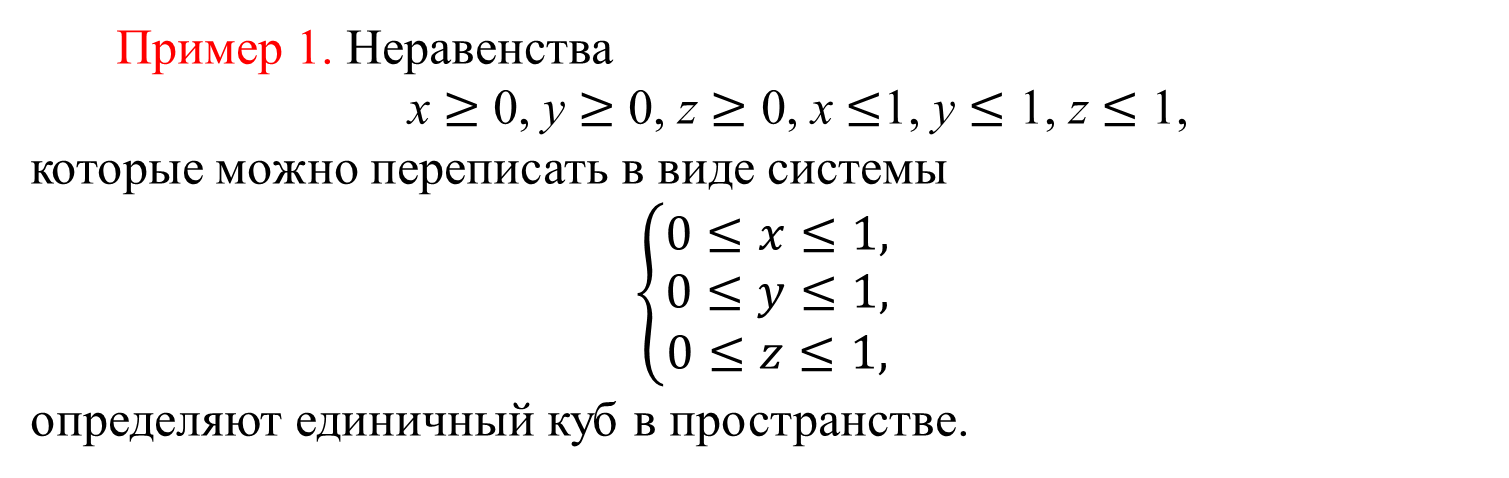 Пример 1. Неравенства
x ≥ 0, y ≥ 0, z ≥ 0, x ≤1, y ≤ 1, z ≤ 1,
которые можно переписать в виде системы
0 ≤ x ≤ 1,
0 ≤ y ≤ 1,
0 ≤ z ≤ 1,
определяют единичный куб в пространстве.